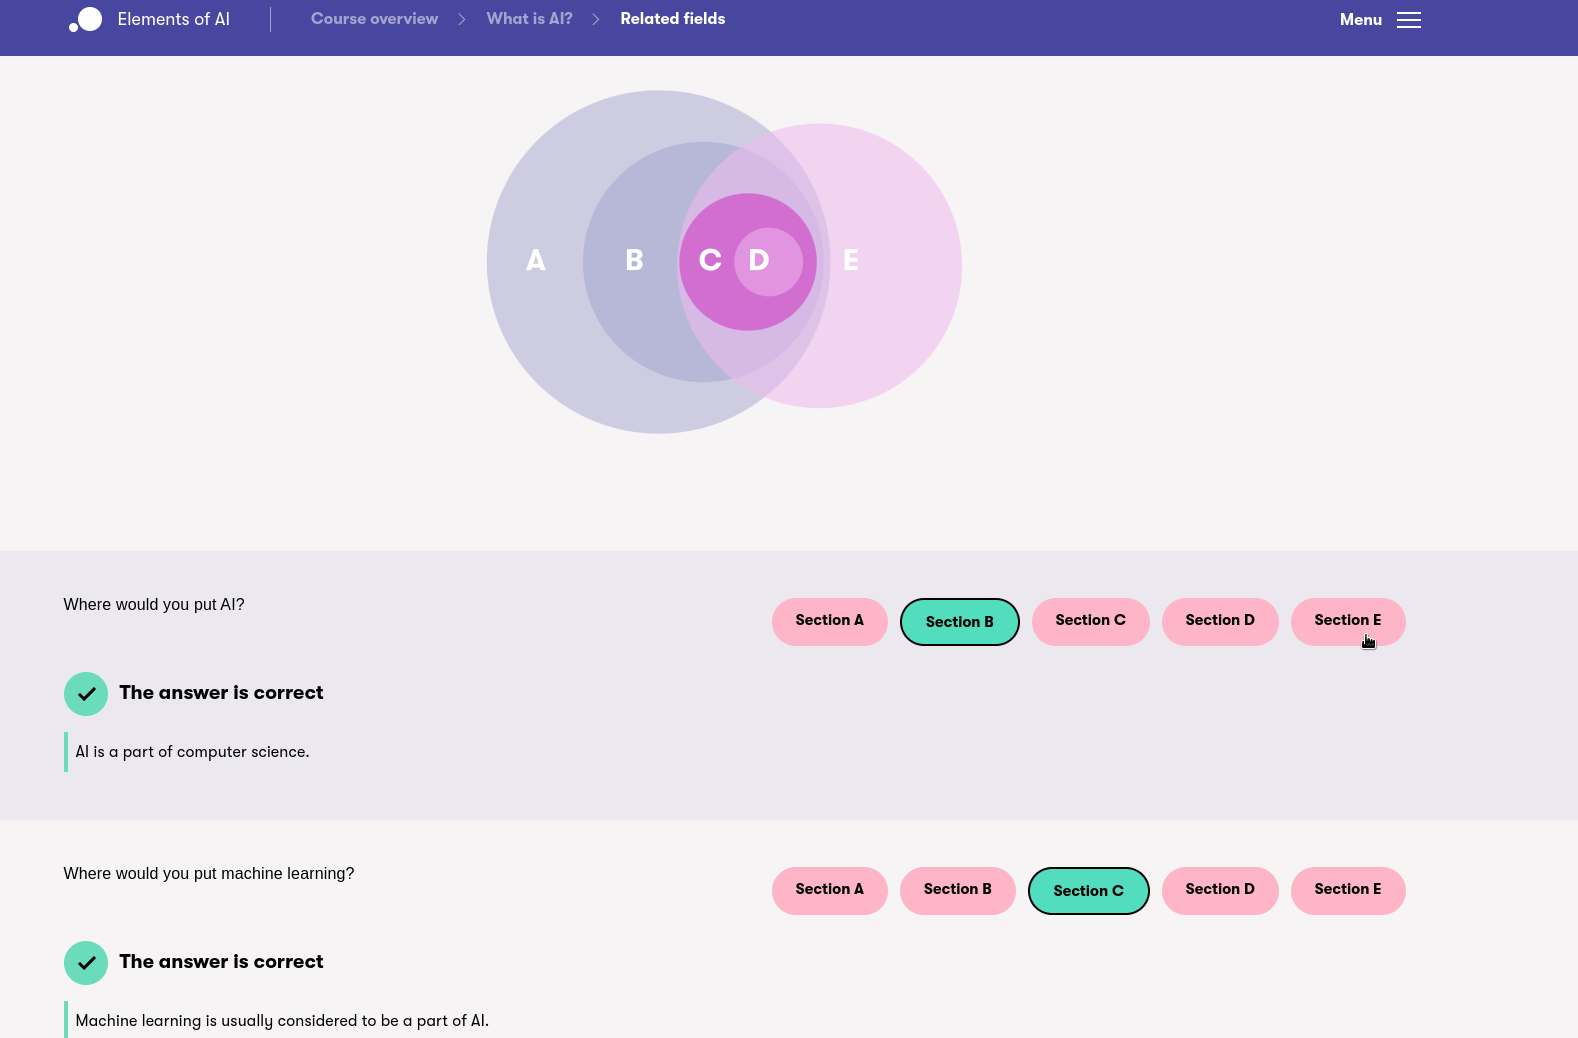 Elements of AI
Course overview > What is AI? > Related fields
Menu
A B C D E
Where would you put AI?
Section A Section B Section C Section D Section E
The answer is correct
AI is a part of computer science.
Where would you put machine learning?
Section A Section B Section C Section D Section E
The answer is correct
Machine learning is usually considered to be a part of AI.